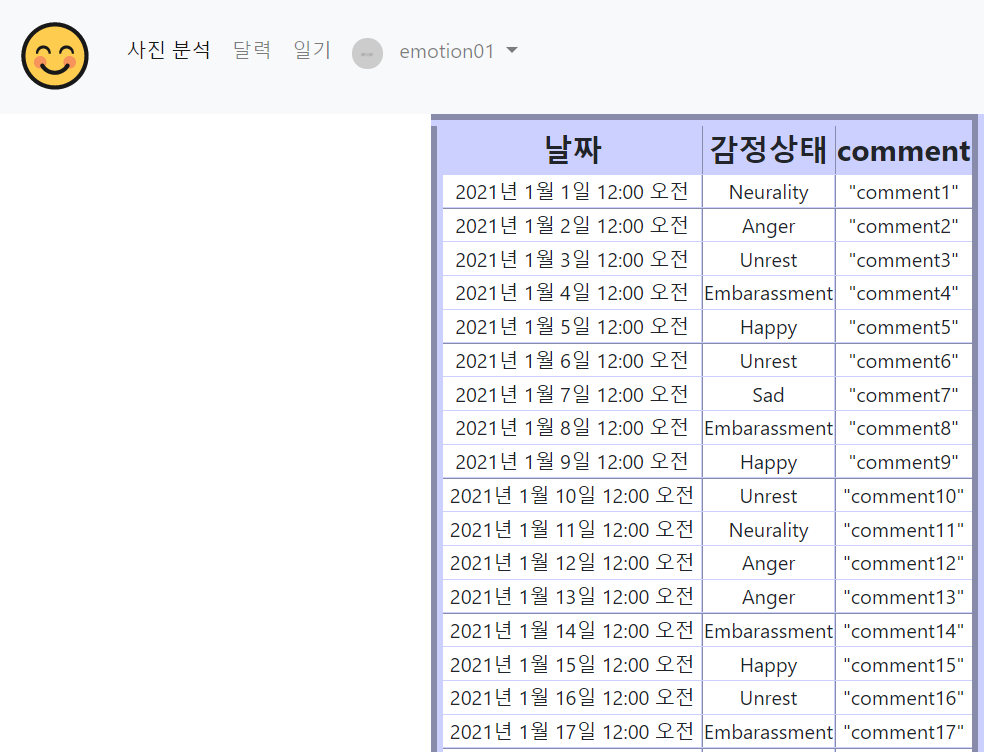 사진 분석 달력 일기 emotion01
날짜 감정상태 comment
2021년 1월 1일 12:00 오전 Neurality "comment1"
2021년 1월 2일 12:00 오전 Anger "comment2"
2021년 1월 3일 12:00 오전 Unrest "comment3"
2021년 1월 4일 12:00 오전 Embarassment "comment4"
2021년 1월 5일 12:00 오전 Happy "comment5"
2021년 1월 6일 12:00 오전 Unrest "comment6"
2021년 1월 7일 12:00 오전 Sad "comment7"
2021년 1월 8일 12:00 오전 Embarassment "comment8"
2021년 1월 9일 12:00 오전 Happy "comment9"
2021년 1월 10일 12:00 오전 Unrest "comment10"
2021년 1월 11일 12:00 오전 Neurality "comment11"
2021년 1월 12일 12:00 오전 Anger "comment12"
2021년 1월 13일 12:00 오전 Anger "comment13"
2021년 1월 14일 12:00 오전 Embarassment "comment14"
2021년 1월 15일 12:00 오전 Happy "comment15"
2021년 1월 16일 12:00 오전 Unrest "comment16"
2021년 1월 17일 12:00 오전 Embarassment "comment17"